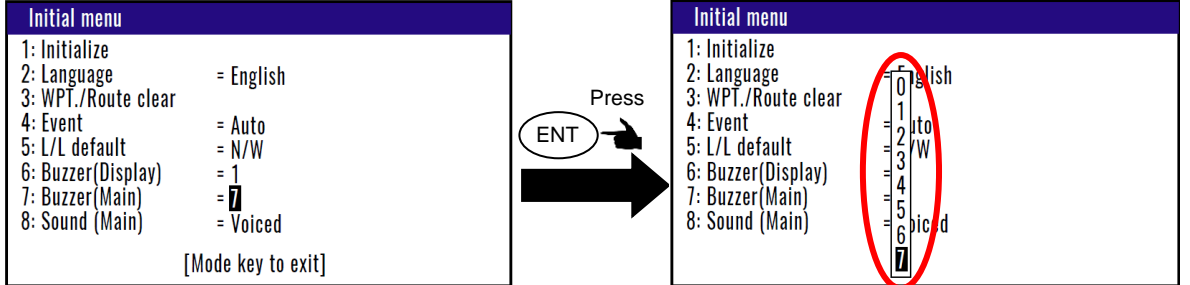 Initial menu
1: Initialize
2: Language = English
3: WPT./Route clear
4: Event = Auto
5: L/L default = N/W
6: Buzzer(Display) = 1
7: Buzzer(Main) = 7
8: Sound (Main) = Voiced
[Mode key to exit]
Press
ENT
Initial menu
1: Initialize
2: Language = English
3: WPT./Route clear
4: Event = uto
5: L/L default = /W
6: Buzzer(Display) =
7: Buzzer(Main) =
8: Sound (Main) = iced
0
1
2
3
4
5
6
7